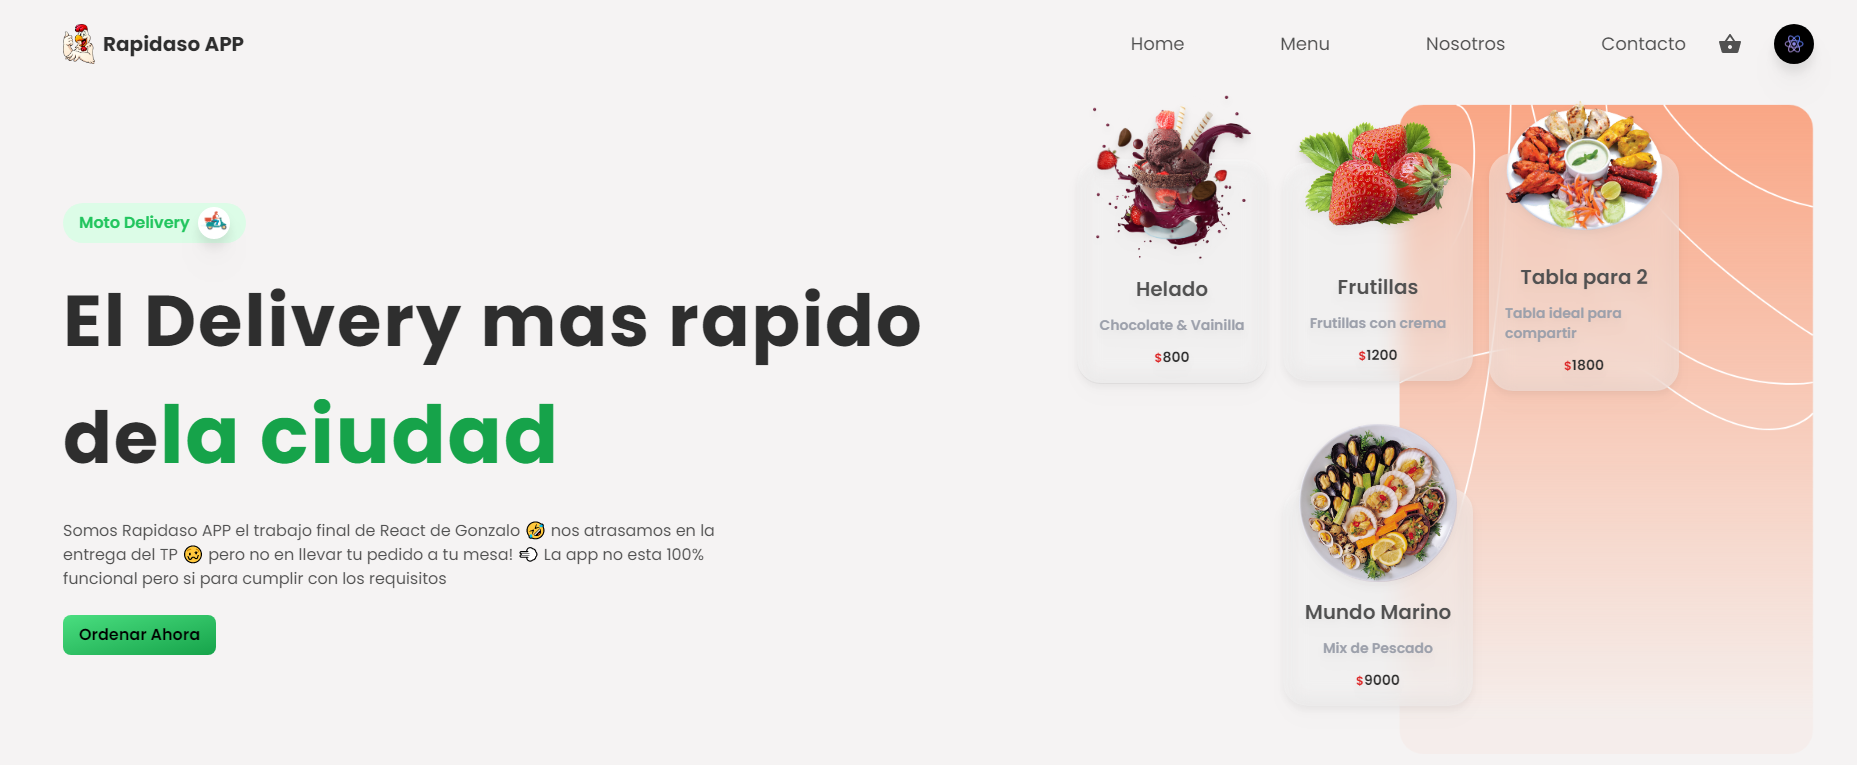 Rapidaso APP
Home
Menu
Nosotros
Contacto
Moto Delivery
El Delivery mas rapido
dela ciudad
Somos Rapidaso APP el trabajo final de React de Gonzalo 🤣 nos atrasamos en la
entrega del TP 🥴 pero no en llevar tu pedido a tu mesa! 💨 La app no esta 100%
funcional pero si para cumplir con los requisitos
Ordenar Ahora
Helado
Chocolate & Vainilla
$800
Frutillas
Frutillas con crema
$1200
Tabla para 2
Tabla ideal para
compartir
$1800
Mundo Marino
Mix de Pescado
$9000